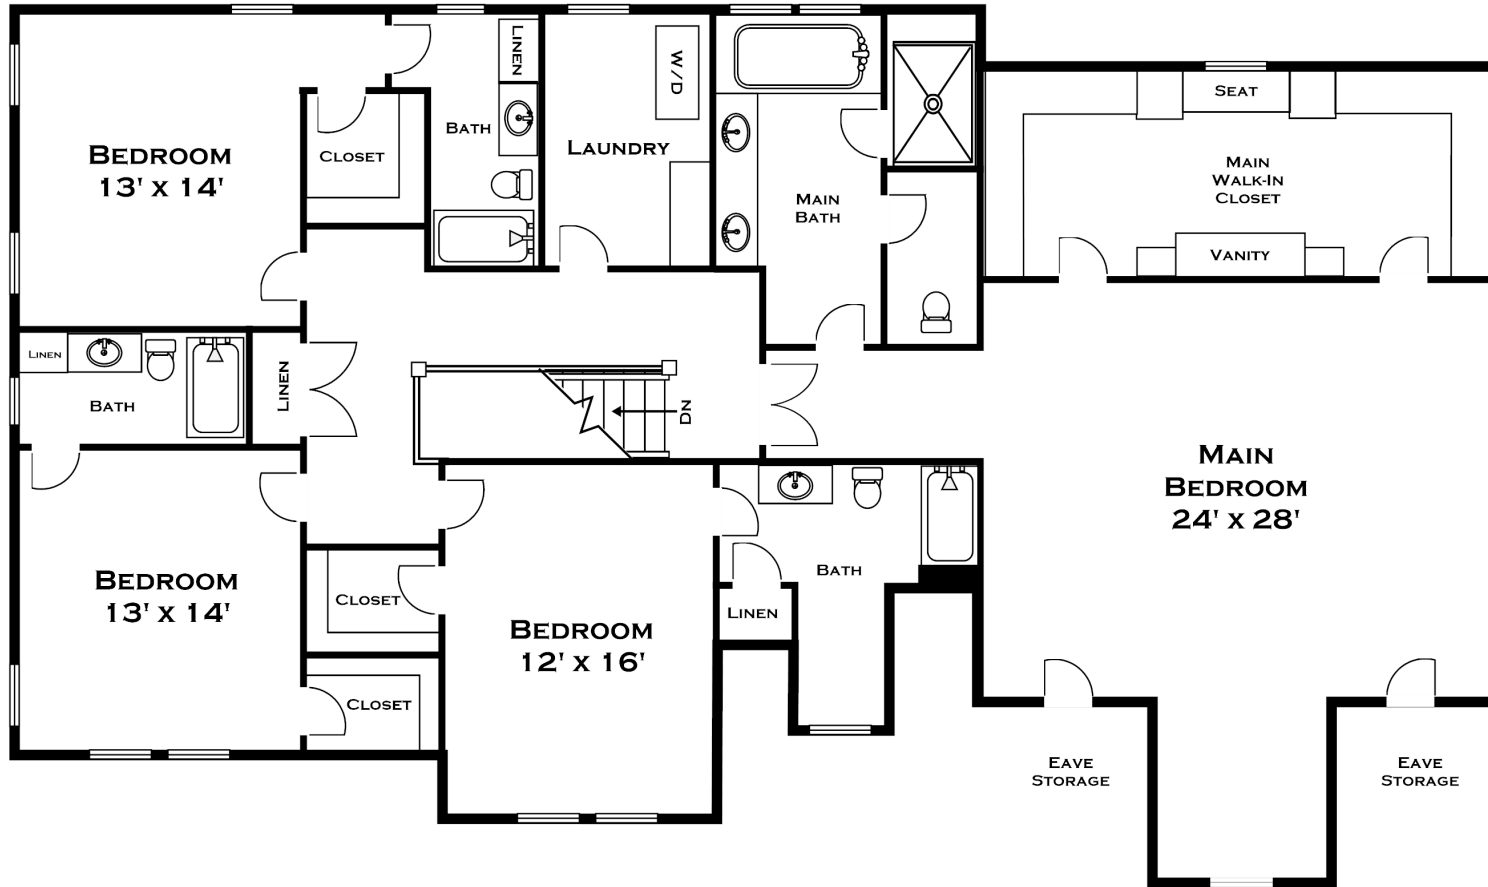 LINEN
W/D
SEAT
BATH
LAUNDRY
BEDROOM
13' X 14'
CLOSET
MAIN
WALK-IN
CLOSET
MAIN
BATH
VANITY
LINEN
BATH
LINEN
DN
MAIN
BEDROOM
24' X 28'
BEDROOM
13' X 14'
CLOSET
BATH
LINEN
BEDROOM
12' X 16'
CLOSET
EAVE
STORAGE
EAVE
STORAGE